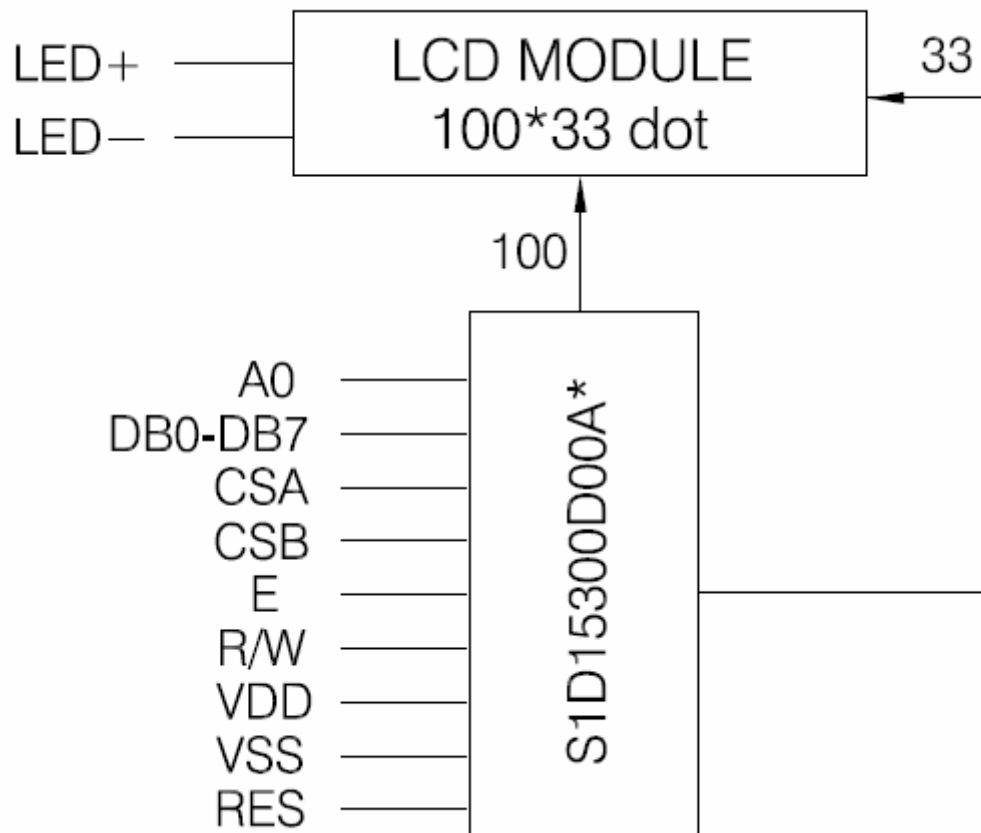 LED+
LED−
LCD MODULE
100*33 dot
33
100
A0
DB0-DB7
CSA
CSB
E
R/W
VDD
VSS
RES
S1D15300D00A*